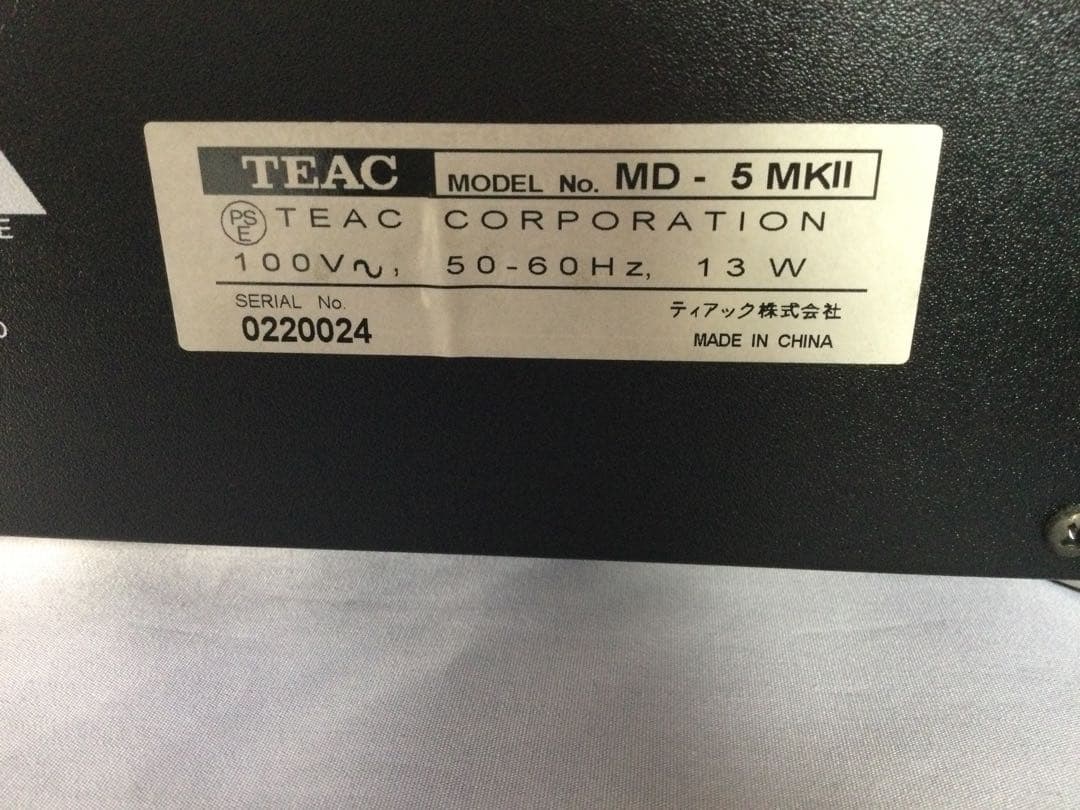 TEAC MODEL No. MD - 5 MKII
PSE TEAC CORPORATION
100V～, 50-60Hz, 13 W
SERIAL No.
0220024
ティアック株式会社
MADE IN CHINA